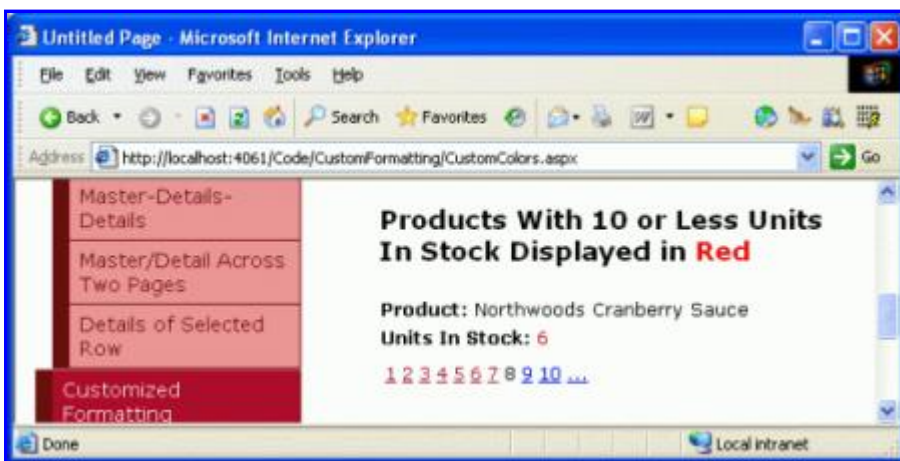 Untitled Page - Microsoft Internet Explorer
File Edit View Favorites Tools Help
Back Search Favorites
Address http://localhost:4061/Code/CustomFormatting/CustomColors.aspx Go
Master-Details-
Details
Master/Detail Across
Two Pages
Details of Selected
Row
Customized
Formatting
Products With 10 or Less Units
In Stock Displayed in Red
Product: Northwoods Cranberry Sauce
Units In Stock: 6
1 2 3 4 5 6 7 8 9 10 ...
Done Local intranet